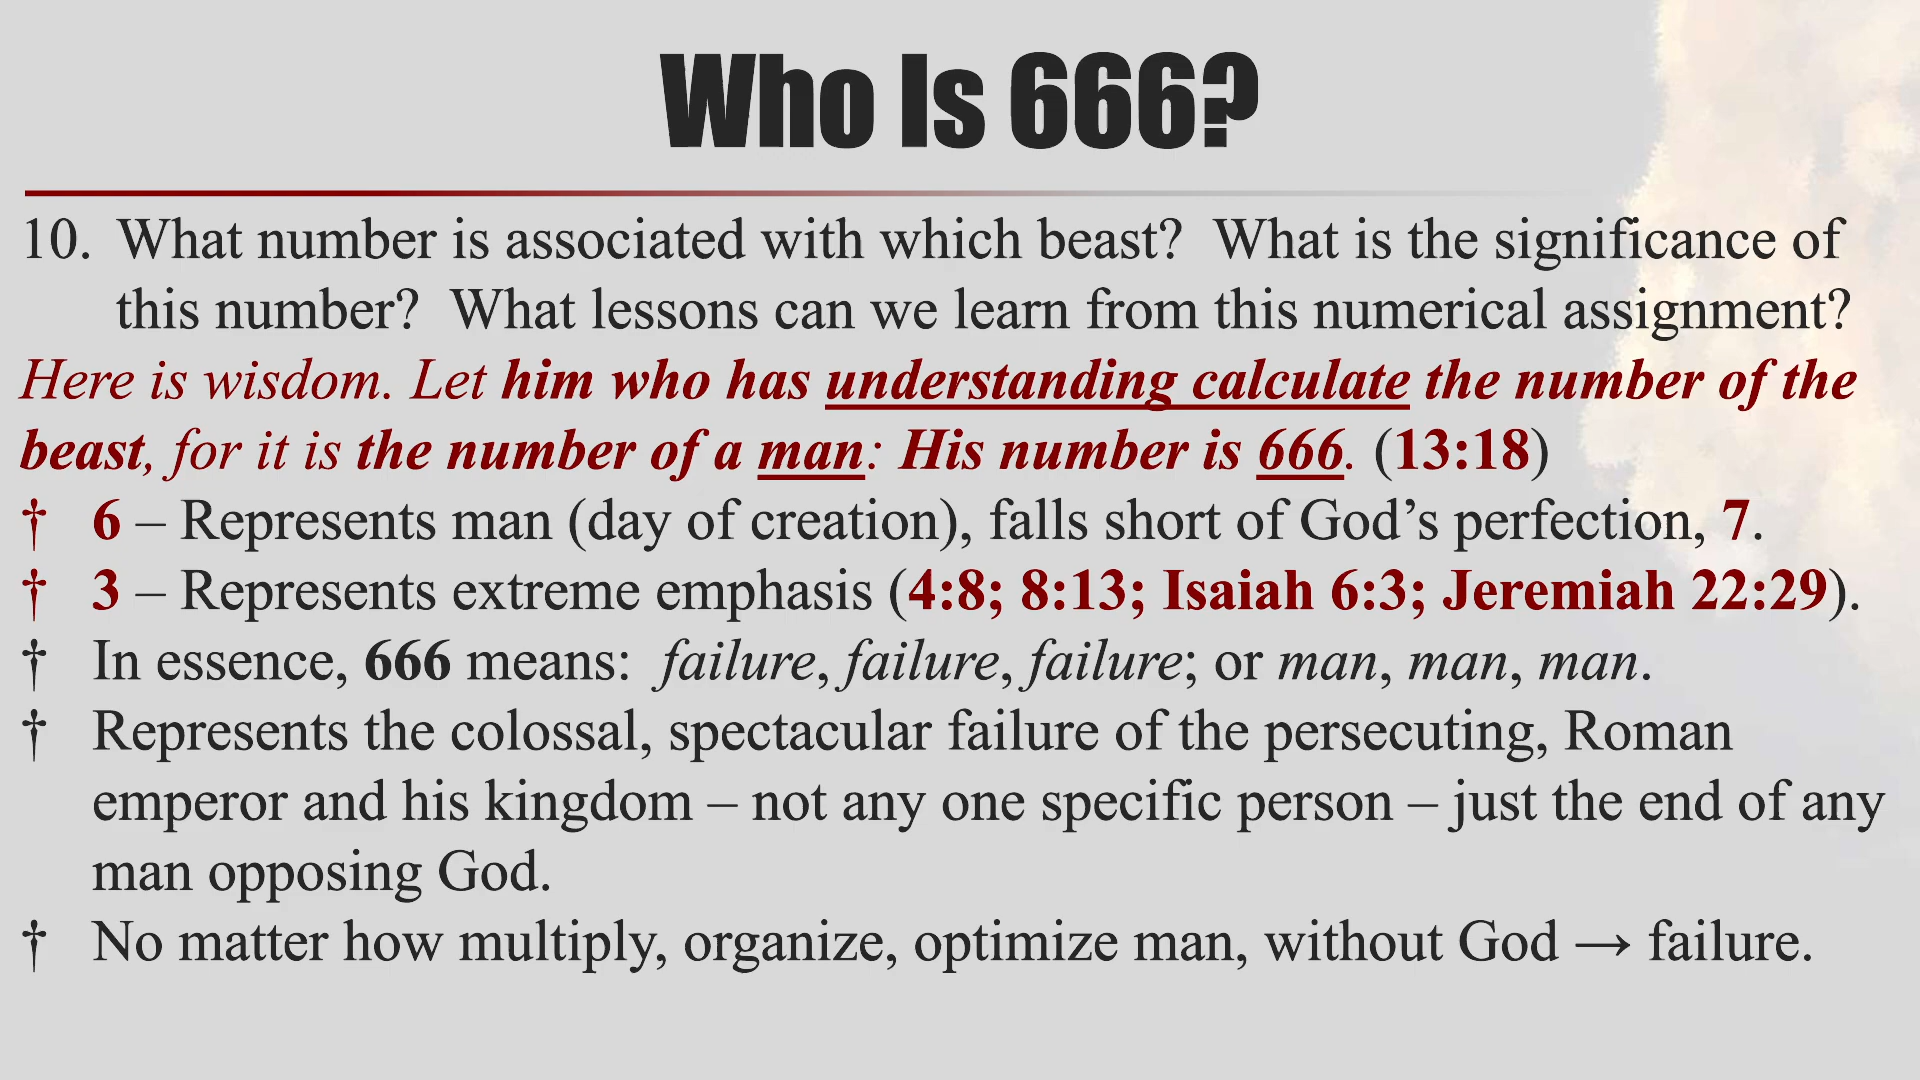 Who Is 666?
10. What number is associated with which beast?  What is the significance of
this number?  What lessons can we learn from this numerical assignment?
Here is wisdom. Let him who has understanding calculate the number of the
beast, for it is the number of a man: His number is 666. (13:18)
† 6 – Represents man (day of creation), falls short of God’s perfection, 7.
† 3 – Represents extreme emphasis (4:8; 8:13; Isaiah 6:3; Jeremiah 22:29).
† In essence, 666 means:  failure, failure, failure; or man, man, man.
† Represents the colossal, spectacular failure of the persecuting, Roman
emperor and his kingdom – not any one specific person – just the end of any
man opposing God.
† No matter how multiply, organize, optimize man, without God → failure.